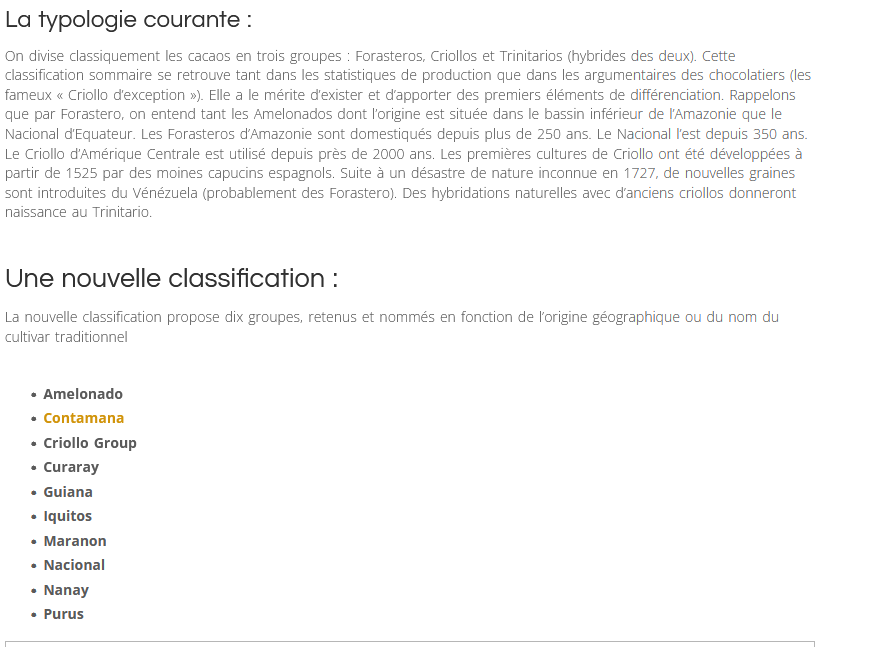 La typologie courante :
On divise classiquement les cacaos en trois groupes : Forasteros, Criollos et Trinitarios (hybrides des deux). Cette
classification sommaire se retrouve tant dans les statistiques de production que dans les argumentaires des chocolatiers (les
fameux « Criollo d'exception »). Elle a le mérite d'exister et d'apporter des premiers éléments de différenciation. Rappelons
que par Forastero, on entend tant les Amelonados dont l'origine est située dans le bassin inférieur de l'Amazonie que le
Nacional d'Equateur. Les Forasteros d'Amazonie sont domestiqués depuis plus de 250 ans. Le Nacional l'est depuis 350 ans.
Le Criollo d'Amérique Centrale est utilisé depuis près de 2000 ans. Les premières cultures de Criollo ont été développées à
partir de 1525 par des moines capucins espagnols. Suite à un désastre de nature inconnue en 1727, de nouvelles graines
sont introduites du Vénézuela (probablement des Forastero). Des hybridations naturelles avec d'anciens criollos donneront
naissance au Trinitario.
Une nouvelle classification :
La nouvelle classification propose dix groupes, retenus et nommés en fonction de l'origine géographique ou du nom du
cultivar traditionnel
• Amelonado
• Contamana
• Criollo Group
• Curaray
• Guiana
• Iquitos
• Maranon
• Nacional
• Nanay
• Purus